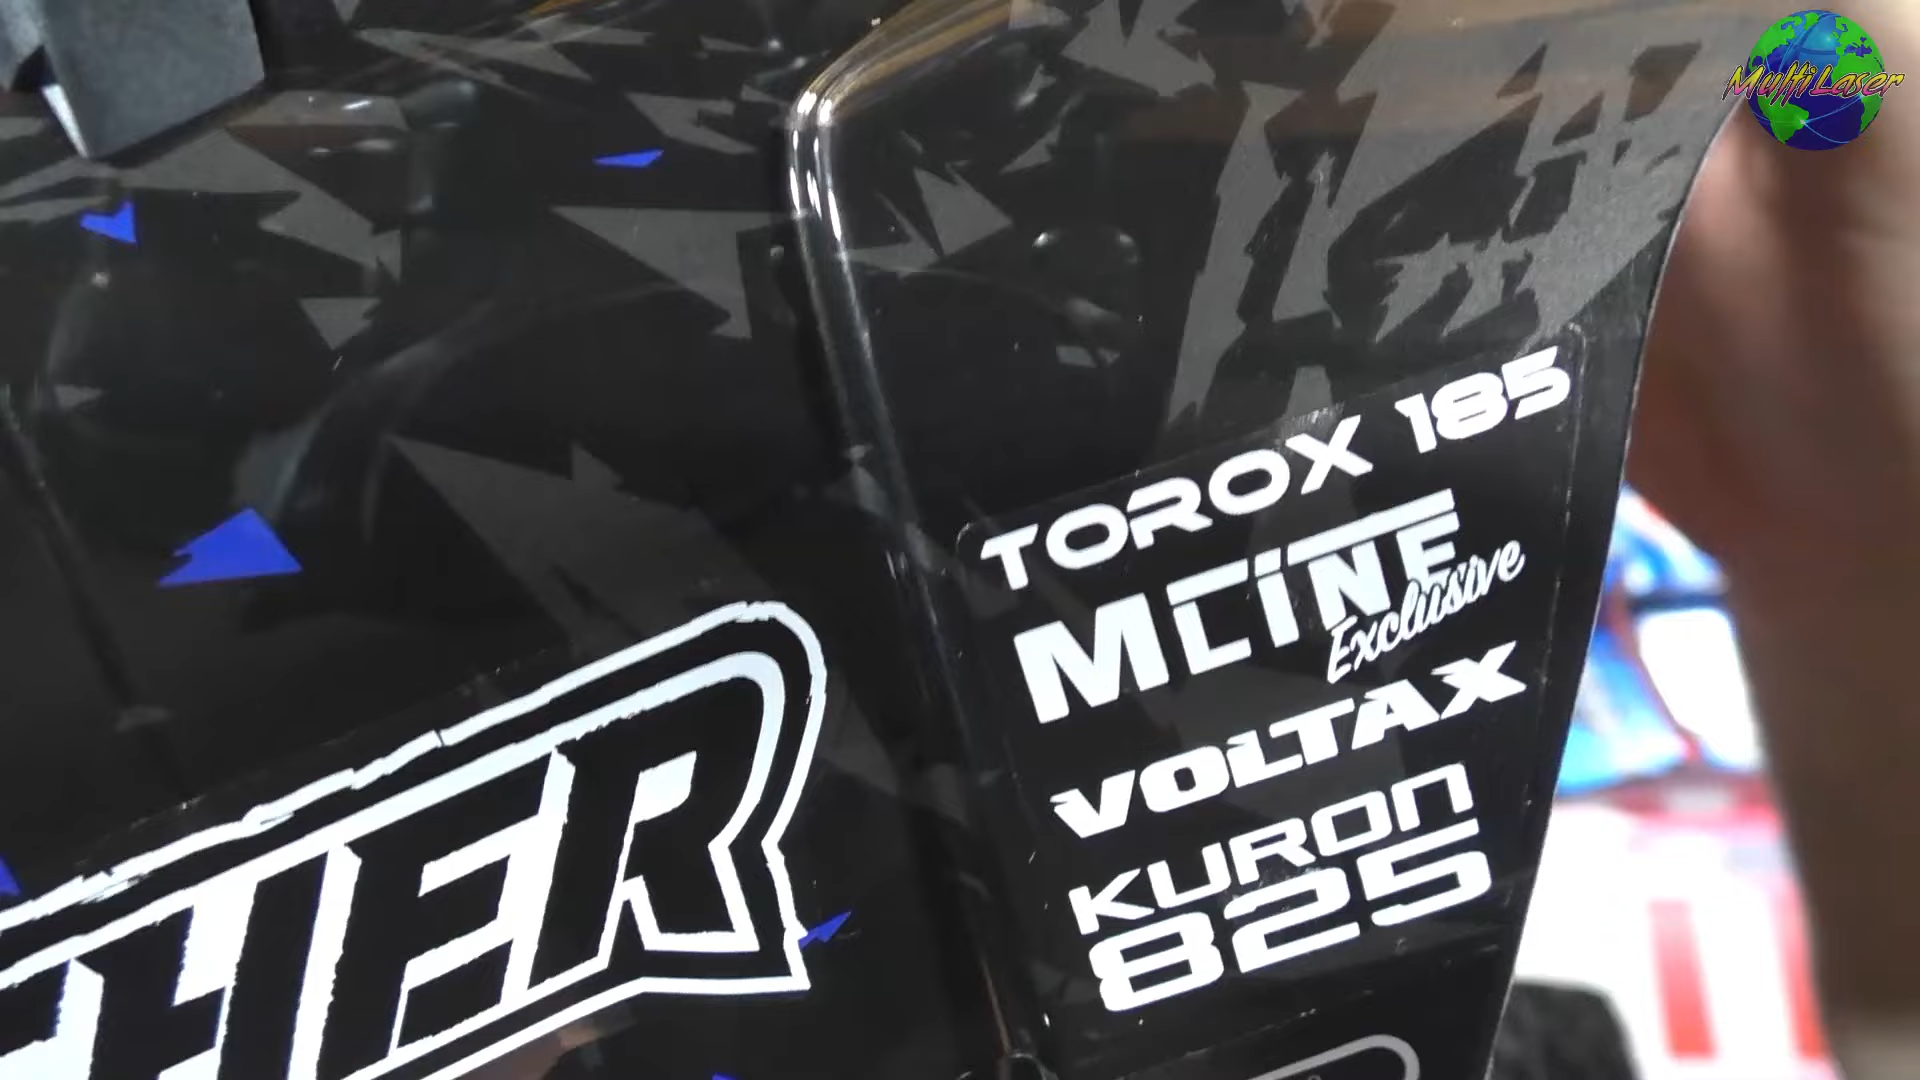 MultiLaser
TOROX 185
MLINE
Exclusive
VOLTAX
KURON
825
HER